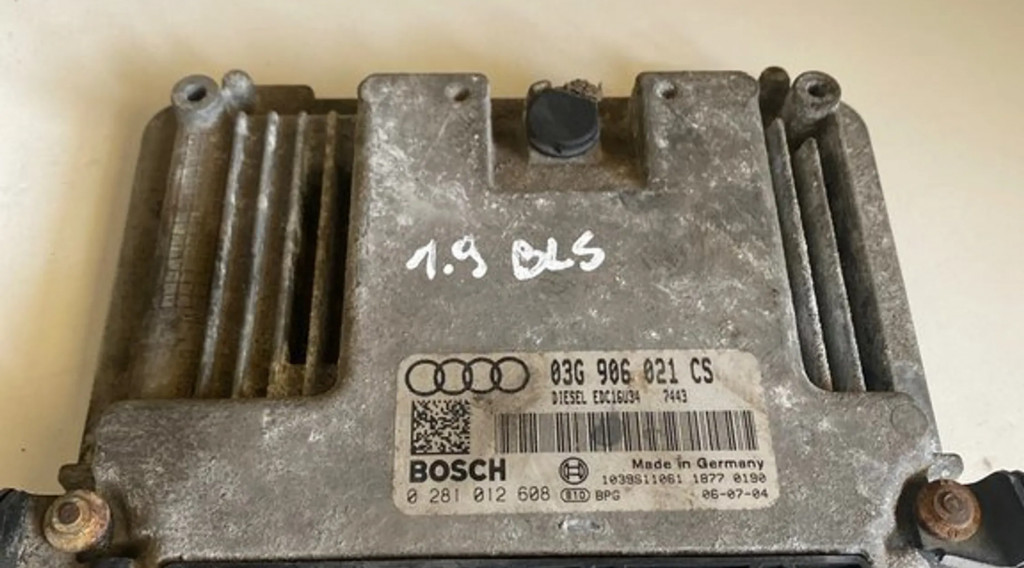 1.9 BLS
03G 906 021 CS
DIESEL EDC16U34 7443
BOSCH
Made in Germany
1039S11061 1877 0190
0 281 012 608 810 BPG 06-07-04